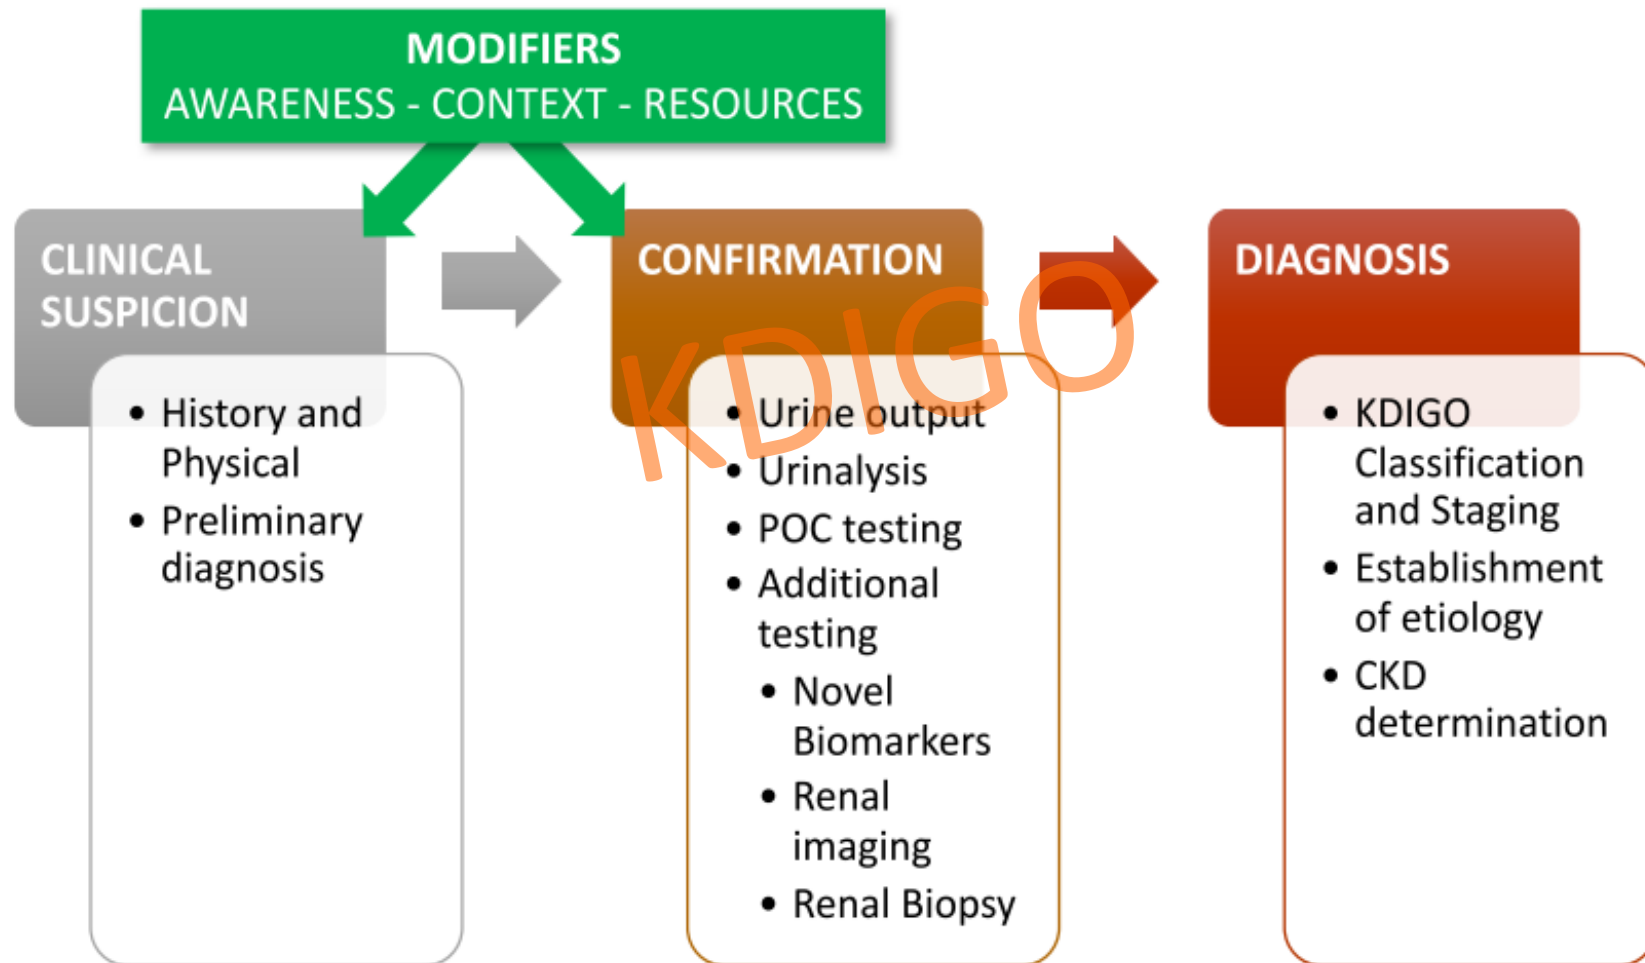 MODIFIERS
AWARENESS - CONTEXT - RESOURCES
CLINICAL
SUSPICION
• History and
Physical
• Preliminary
diagnosis
CONFIRMATION
• Urine output
• Urinalysis
• POC testing
• Additional
testing
• Novel
Biomarkers
• Renal
imaging
• Renal Biopsy
DIAGNOSIS
• KDIGO
Classification
and Staging
• Establishment
of etiology
• CKD
determination
KDIGO